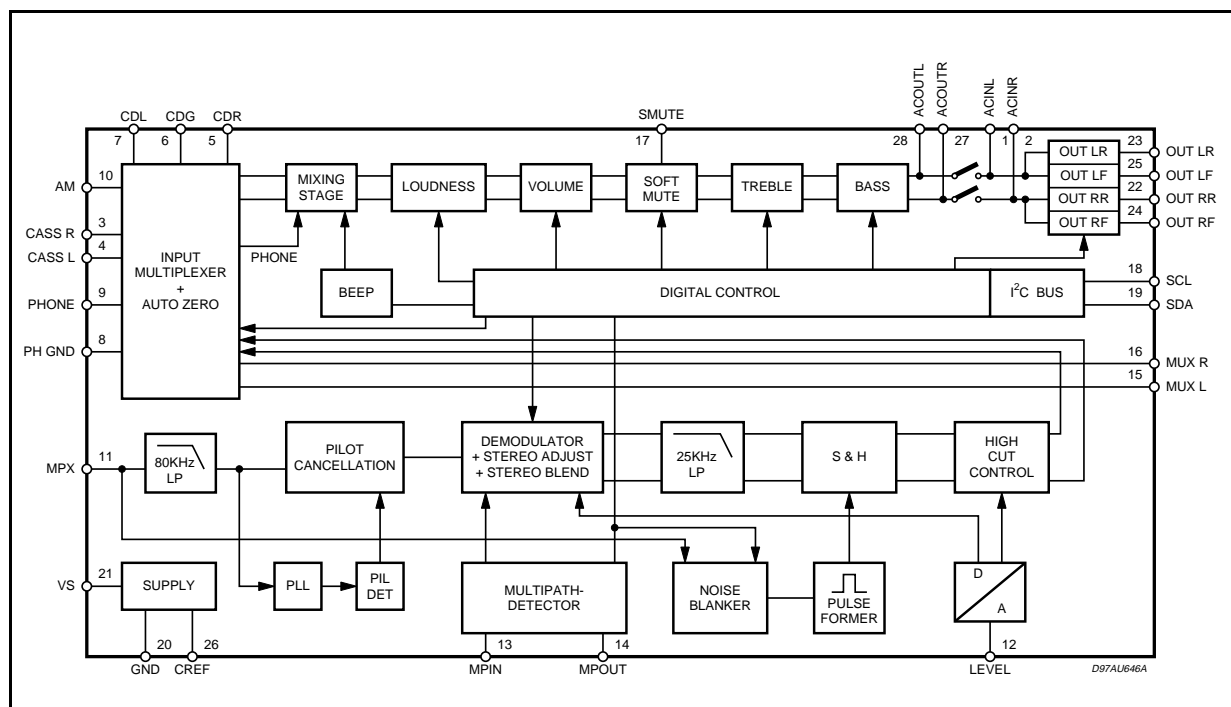 ACOUTL
ACOUTR
ACINL
ACINR
CDL
CDG
CDR
SMUTE
7
6
5
17
28
27
1
2
23
OUT LR
OUT LR
25
OUT LF
OUT LF
22
OUT RR
OUT RR
24
OUT RF
OUT RF
10
AM
3
CASS R
4
CASS L
9
PHONE
8
PH GND
INPUT
MULTIPLEXER
+
AUTO ZERO
MIXING
STAGE
LOUDNESS
VOLUME
SOFT
MUTE
TREBLE
BASS
PHONE
BEEP
DIGITAL CONTROL
I2C BUS
18
SCL
19
SDA
16
MUX R
15
MUX L
11
MPX
80KHz
LP
PILOT
CANCELLATION
DEMODULATOR
+ STEREO ADJUST
+ STEREO BLEND
25KHz
LP
S & H
HIGH
CUT
CONTROL
21
VS
SUPPLY
PLL
PIL
DET
MULTIPATH-
DETECTOR
NOISE
BLANKER
PULSE
FORMER
D
A
20
26
13
14
12
GND
CREF
MPIN
MPOUT
LEVEL
D97AU646A